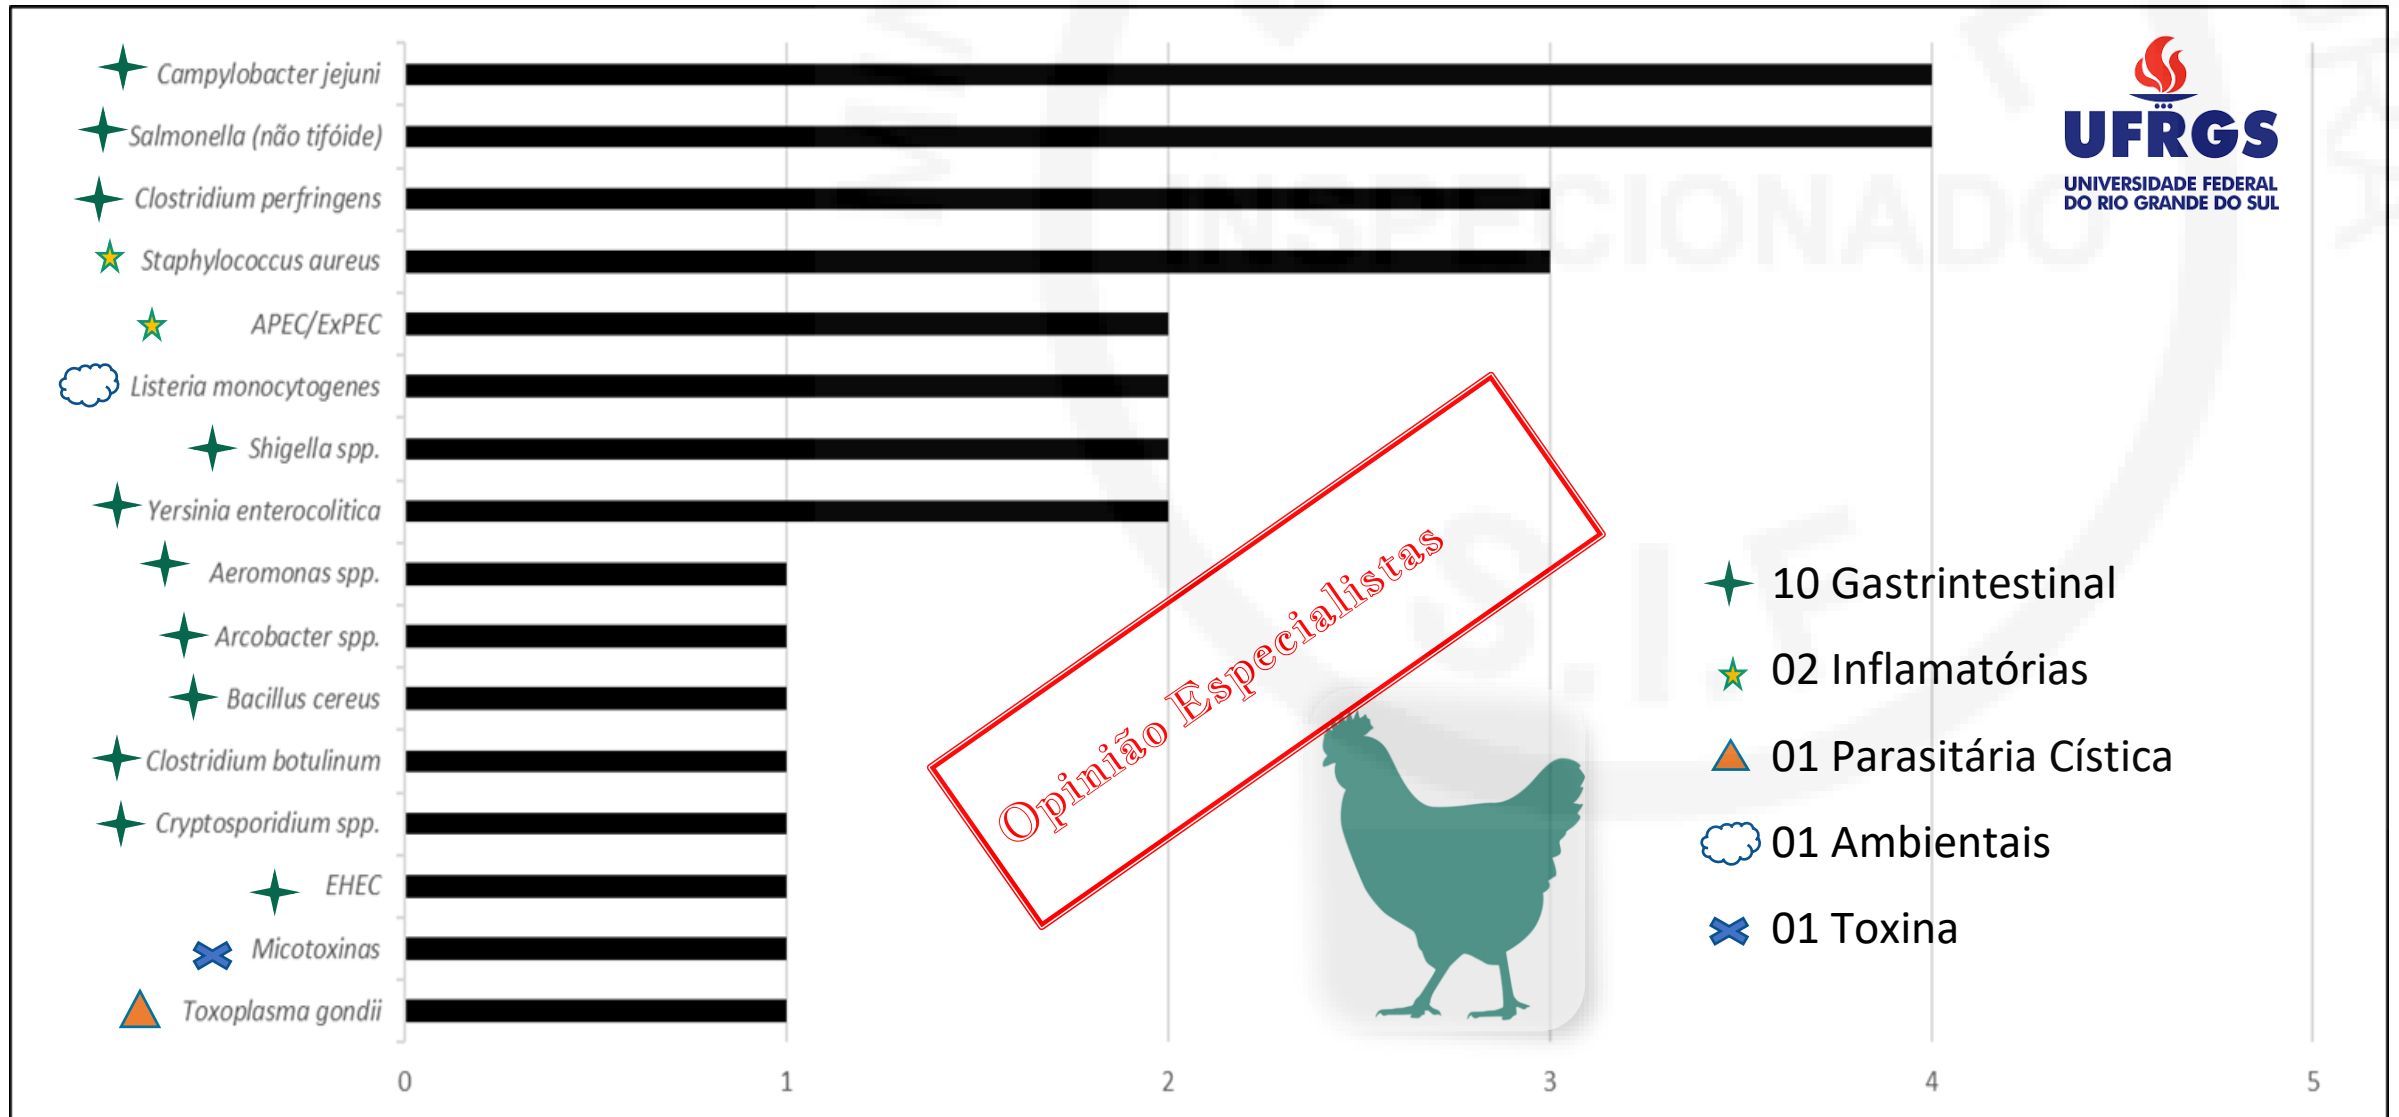 Campylobacter jejuni
Salmonella (não tifóide)
Clostridium perfringens
Staphylococcus aureus
APEC/ExPEC
Listeria monocytogenes
Shigella spp.
Yersinia enterocolitica
Aeromonas spp.
Arcobacter spp.
Bacillus cereus
Clostridium botulinum
Cryptosporidium spp.
EHEC
Micotoxinas
Toxoplasma gondii
0 1 2 3 4 5
UFRGS
UNIVERSIDADE FEDERAL
DO RIO GRANDE DO SUL
INSPECIONADO
S.I.F
Opinião Especialistas
10 Gastrintestinal
02 Inflamatórias
01 Parasitária Cística
01 Ambientais
01 Toxina